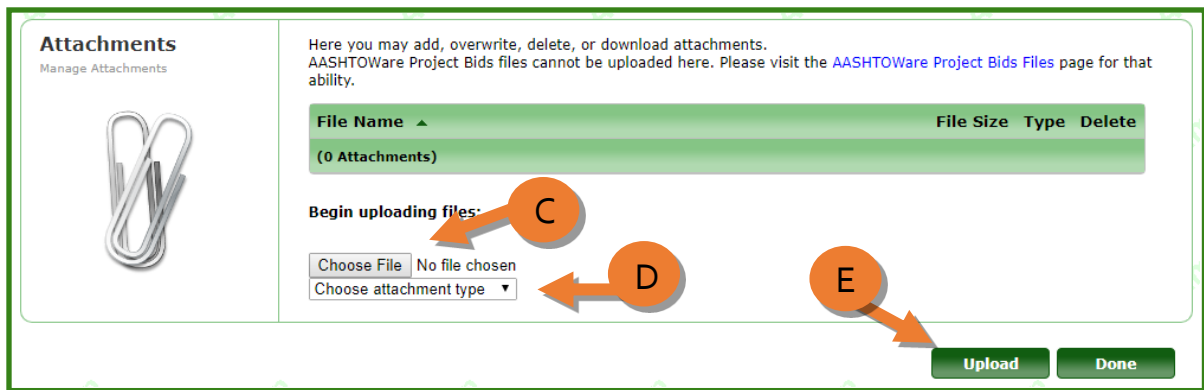 Attachments
Manage Attachments
Here you may add, overwrite, delete, or download attachments.
AASHTOWare Project Bids files cannot be uploaded here. Please visit the AASHTOWare Project Bids Files page for that
ability.
File Name ▲ File Size Type Delete
(0 Attachments)
Begin uploading files:
C
Choose File No file chosen
Choose attachment type ▼
D
E
Upload Done